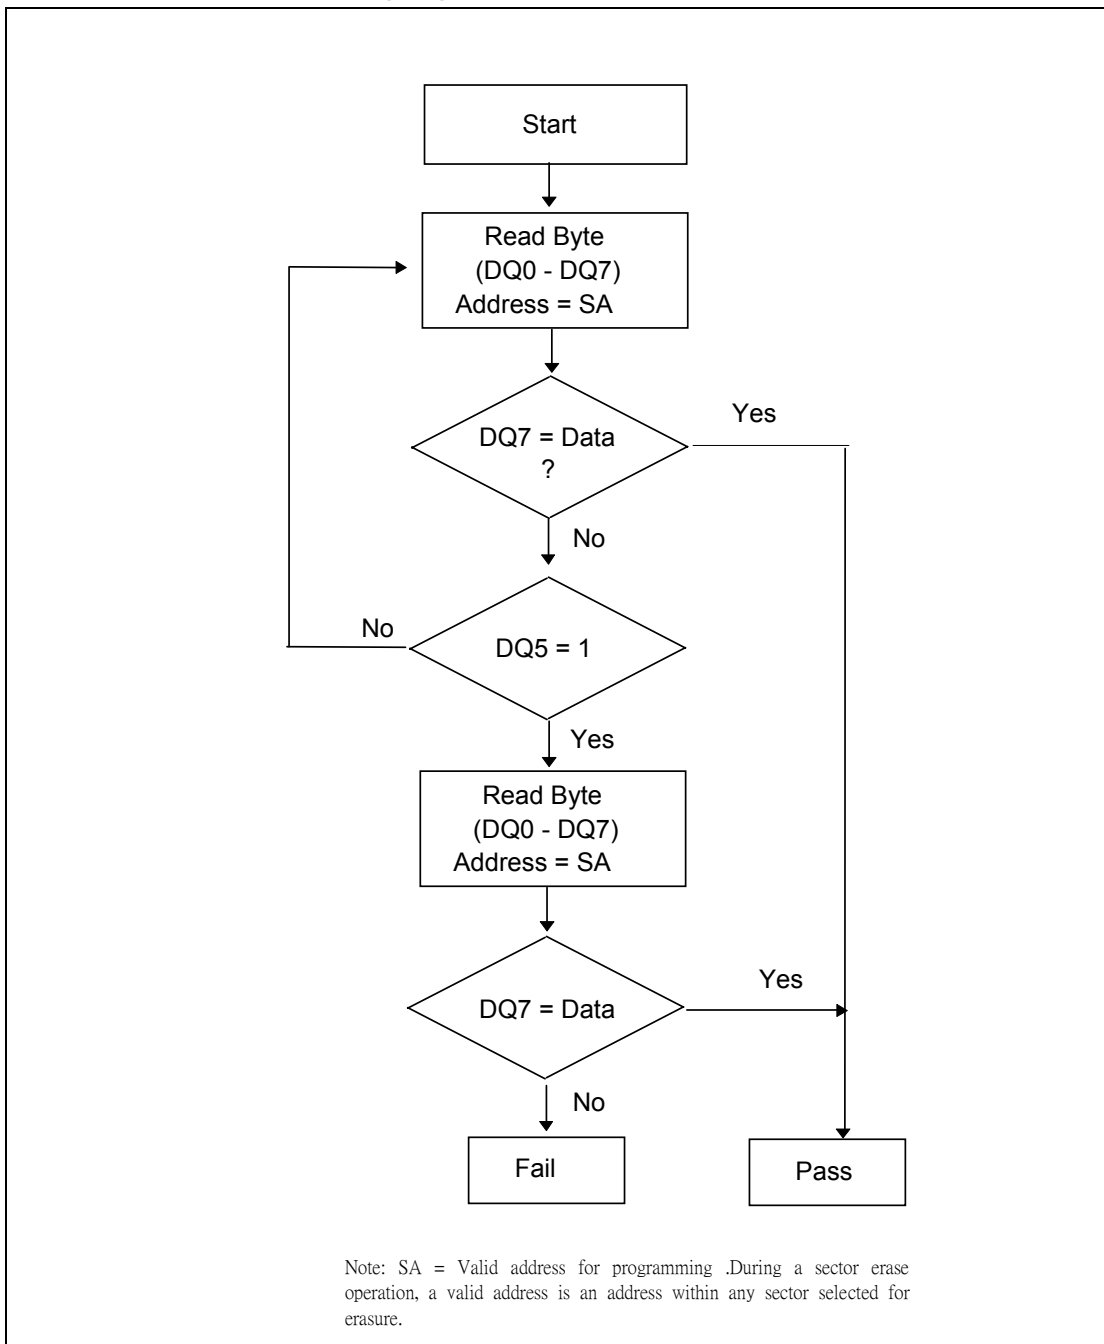 Start
Read Byte
(DQ0 - DQ7)
Address = SA
Yes
DQ7 = Data
?
No
No
DQ5 = 1
Yes
Read Byte
(DQ0 - DQ7)
Address = SA
Yes
DQ7 = Data
No
Fail
Pass
Note: SA = Valid address for programming .During a sector erase
operation, a valid address is an address within any sector selected for
erasure.